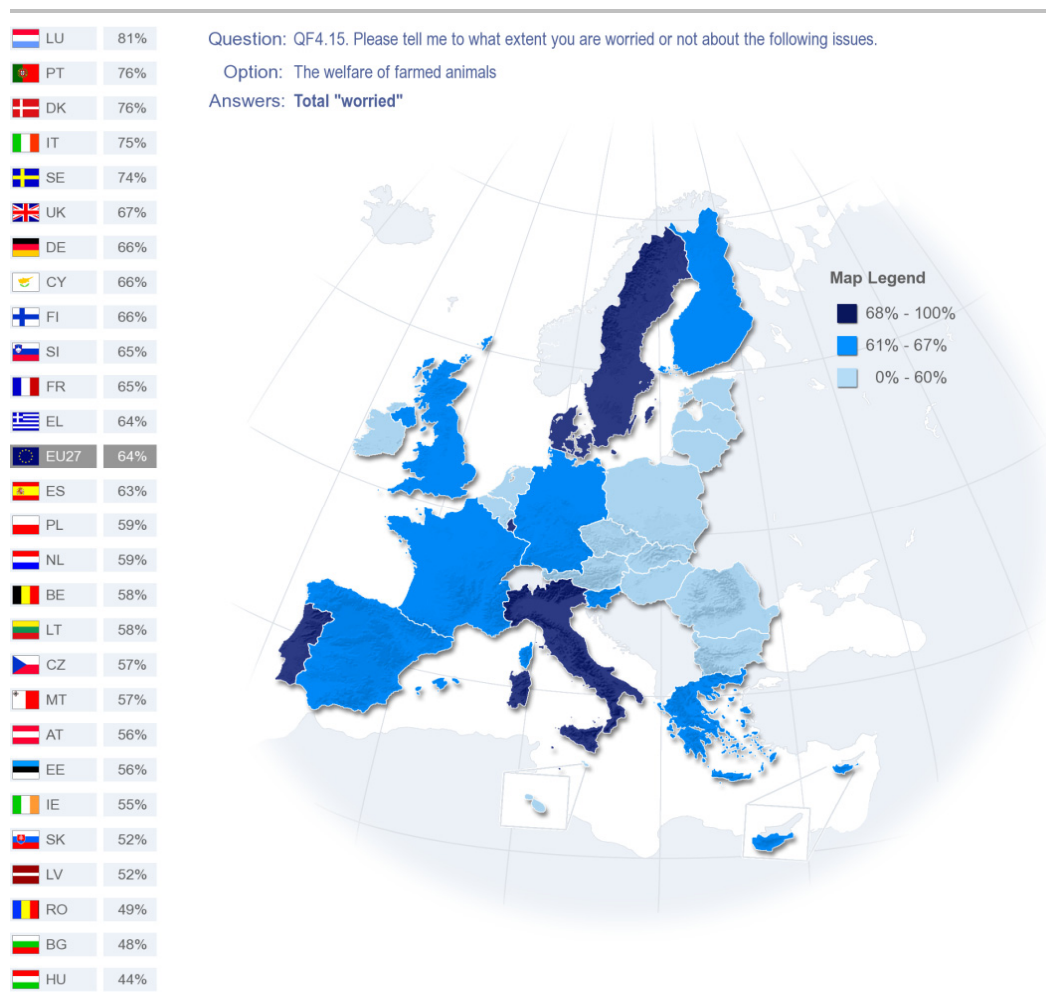 Question: QF4.15. Please tell me to what extent you are worried or not about the following issues.
Option: The welfare of farmed animals
Answers: Total "worried"
LU 81%
PT 76%
DK 76%
IT 75%
SE 74%
UK 67%
DE 66%
CY 66%
FI 66%
SI 65%
FR 65%
EL 64%
EU27 64%
ES 63%
PL 59%
NL 59%
BE 58%
LT 58%
CZ 57%
MT 57%
AT 56%
EE 56%
IE 55%
SK 52%
LV 52%
RO 49%
BG 48%
HU 44%
Map Legend
68% - 100%
61% - 67%
0% - 60%